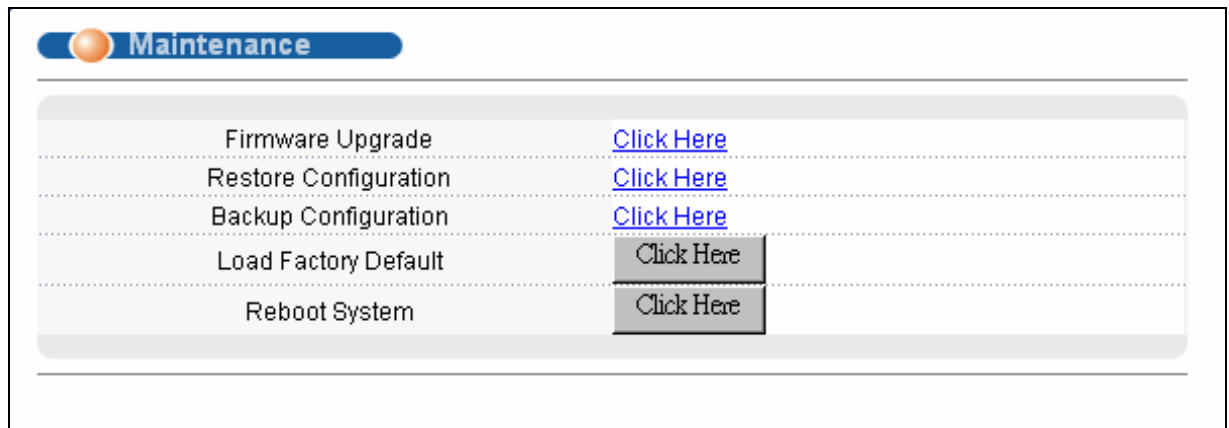 Maintenance
Firmware Upgrade Click Here
Restore Configuration Click Here
Backup Configuration Click Here
Load Factory Default Click Here
Reboot System Click Here